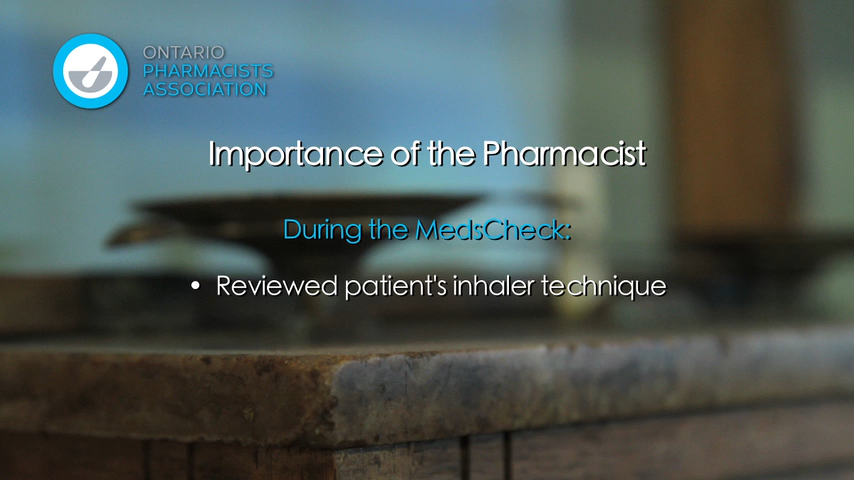 ONTARIO
PHARMACISTS
ASSOCIATION
Importance of the Pharmacist
During the MedsCheck:
• Reviewed patient's inhaler technique